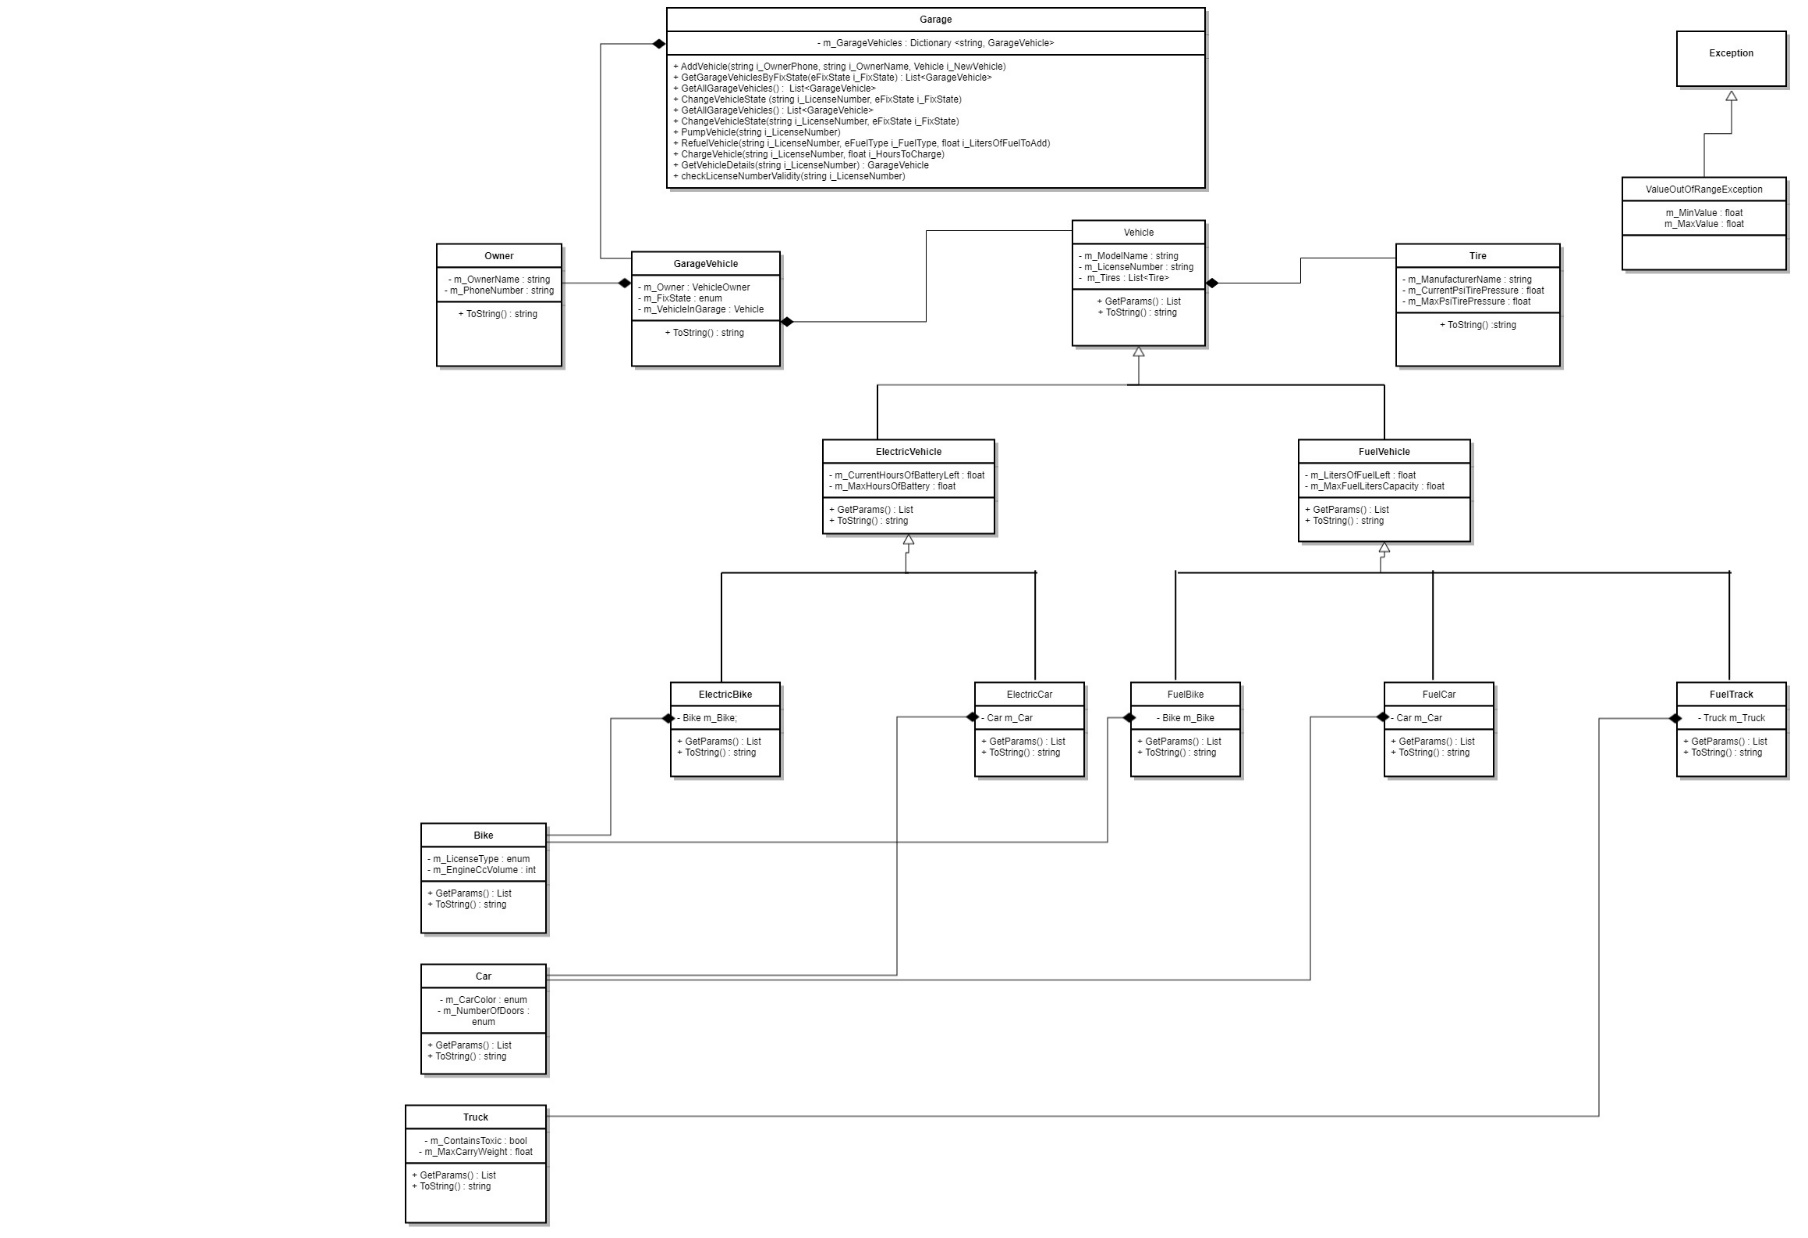 Garage
- m_GarageVehicles : Dictionary <string, GarageVehicle>
+ AddVehicle(string i_OwnerPhone, string i_OwnerName, Vehicle i_NewVehicle)
+ GetGarageVehiclesByFixState(eFixState i_FixState) : List<GarageVehicle>
+ GetAllGarageVehicles() :  List<GarageVehicle>
+ ChangeVehicleState (string i_LicenseNumber, eFixState i_FixState)
+ GetAllGarageVehicles() : List<GarageVehicle>
+ ChangeVehicleState(string i_LicenseNumber, eFixState i_FixState)
+ PumpVehicle(string i_LicenseNumber)
+ RefuelVehicle(string i_LicenseNumber, eFuelType i_FuelType, float i_LitersOfFuelToAdd)
+ ChargeVehicle(string i_LicenseNumber, float i_HoursToCharge)
+ GetVehicleDetails(string i_LicenseNumber) : GarageVehicle
+ checkLicenseNumberValidity(string i_LicenseNumber)
Exception
ValueOutOfRangeException
m_MinValue : float
m_MaxValue : float
Owner
- m_OwnerName : string
- m_PhoneNumber : string
+ ToString() : string
GarageVehicle
- m_Owner : VehicleOwner
- m_FixState : enum
- m_VehicleInGarage : Vehicle
+ ToString() : string
Vehicle
- m_ModelName : string
- m_LicenseNumber : string
- m_Tires : List<Tire>
+ GetParams() : List
+ ToString() : string
Tire
- m_ManufacturerName : string
- m_CurrentPsiTirePressure : float
- m_MaxPsiTirePressure : float
+ ToString() :string
ElectricVehicle
- m_CurrentHoursOfBatteryLeft : float
- m_MaxHoursOfBattery : float
+ GetParams() : List
+ ToString() : string
FuelVehicle
- m_LitersOfFuelLeft : float
- m_MaxFuelLitersCapacity : float
+ GetParams() : List
+ ToString() : string
ElectricBike
- Bike m_Bike;
+ GetParams() : List
+ ToString() : string
ElectricCar
- Car m_Car
+ GetParams() : List
+ ToString() : string
FuelBike
- Bike m_Bike
+ GetParams() : List
+ ToString() : string
FuelCar
- Car m_Car
+ GetParams() : List
+ ToString() : string
FuelTrack
- Truck m_Truck
+ GetParams() : List
+ ToString() : string
Bike
- m_LicenseType : enum
- m_EngineCcVolume : int
+ GetParams() : List
+ ToString() : string
Car
- m_CarColor : enum
- m_NumberOfDoors :
enum
+ GetParams() : List
+ ToString() : string
Truck
- m_ContainsToxic : bool
- m_MaxCarryWeight : float
+ GetParams() : List
+ ToString() : string